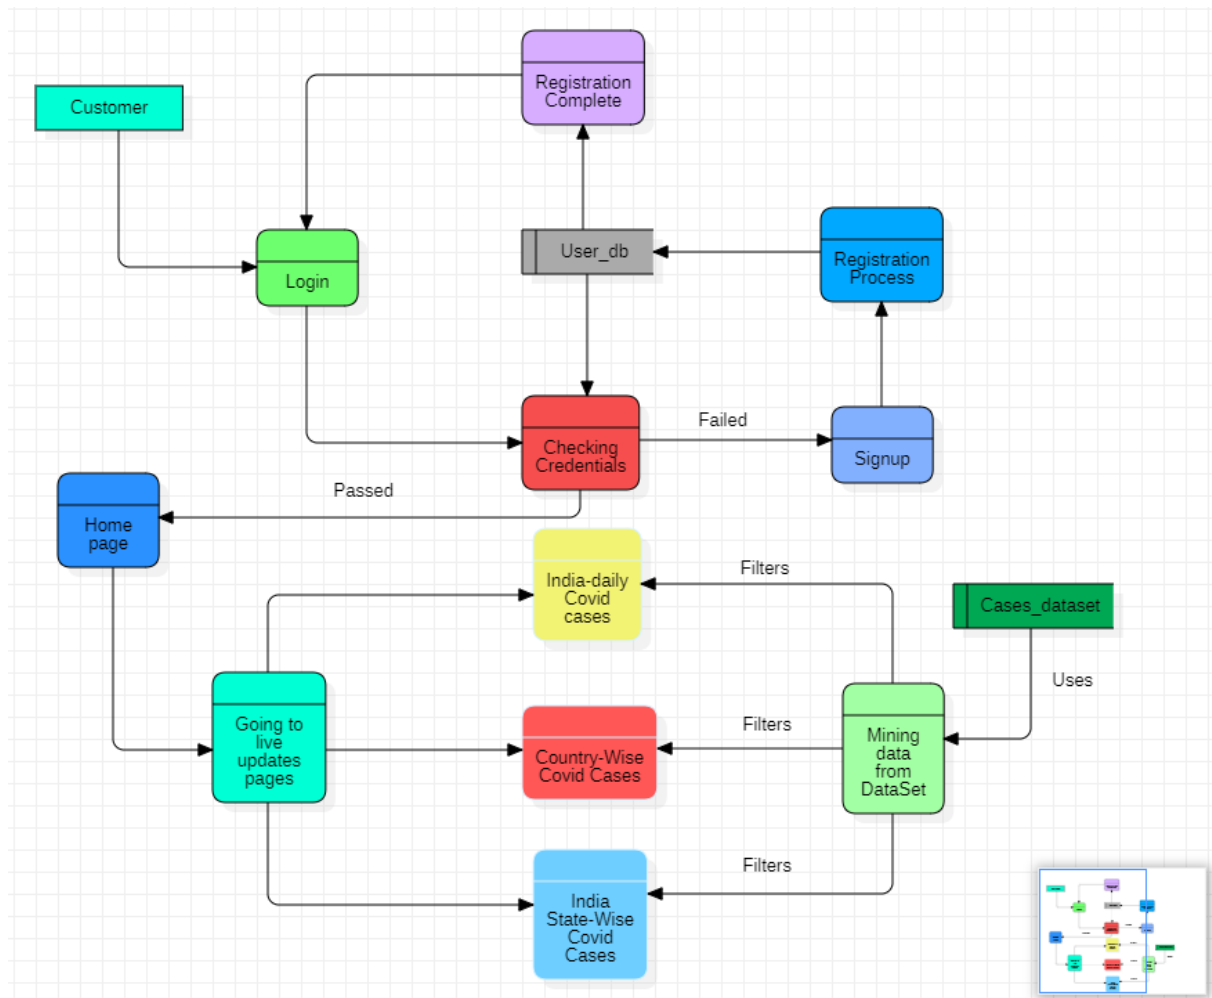 Registration
Complete
Customer
User_db
Registration
Process
Login
Failed
Checking
Credentials
Signup
Passed
Home
page
India-daily
Covid
cases
Filters
Cases_dataset
Uses
Going to
live
updates
pages
Country-Wise
Covid Cases
Filters
Mining
data
from
DataSet
Filters
India
State-Wise
Covid
Cases